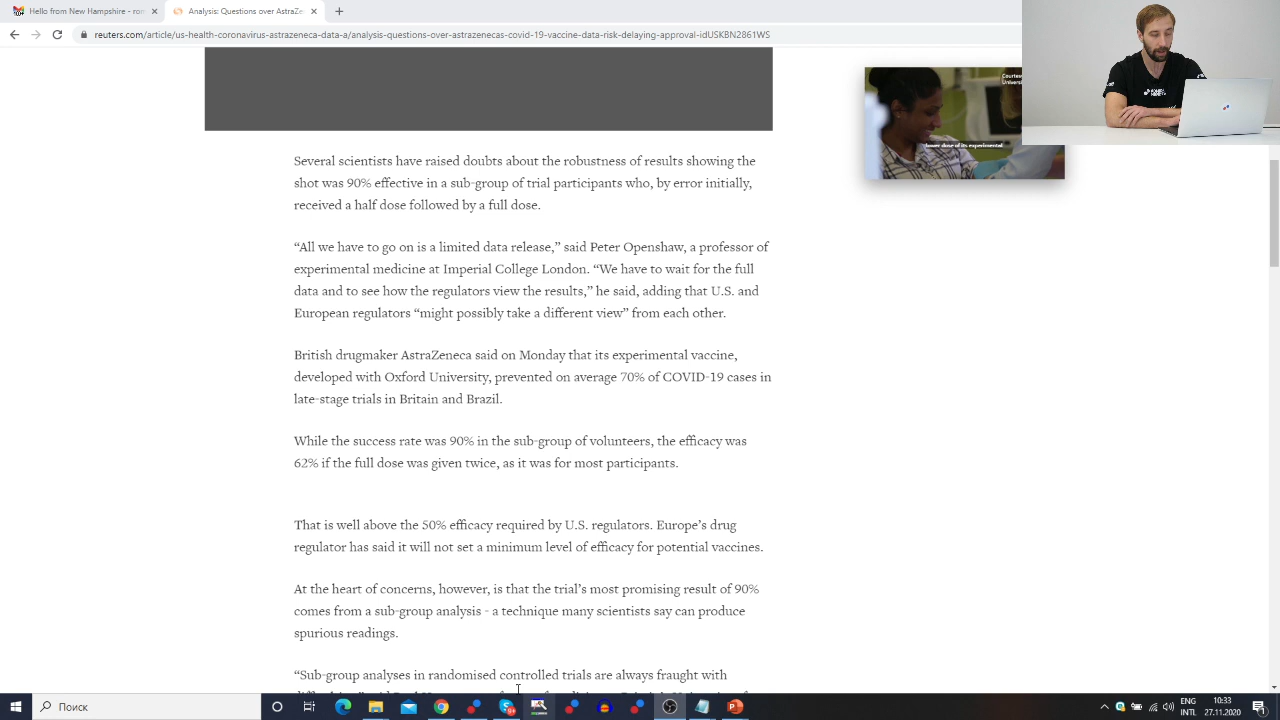 Hello from New Hampshire - rom
Analysis: Questions over AstraZe
reuters.com/article/us-health-coronavirus-astrazeneca-data-a/analysis-questions-over-astrazenecas-covid-19-vaccine-data-risk-delaying-approval-idUSKBN2861WS
Courtes
Universi
lower dose of its experimental
Several scientists have raised doubts about the robustness of results showing the
shot was 90% effective in a sub-group of trial participants who, by error initially,
received a half dose followed by a full dose.
“All we have to go on is a limited data release,” said Peter Openshaw, a professor of
experimental medicine at Imperial College London. “We have to wait for the full
data and to see how the regulators view the results,” he said, adding that U.S. and
European regulators “might possibly take a different view” from each other.
British drugmaker AstraZeneca said on Monday that its experimental vaccine,
developed with Oxford University, prevented on average 70% of COVID-19 cases in
late-stage trials in Britain and Brazil.
While the success rate was 90% in the sub-group of volunteers, the efficacy was
62% if the full dose was given twice, as it was for most participants.
That is well above the 50% efficacy required by U.S. regulators. Europe’s drug
regulator has said it will not set a minimum level of efficacy for potential vaccines.
At the heart of concerns, however, is that the trial’s most promising result of 90%
comes from a sub-group analysis - a technique many scientists say can produce
spurious readings.
“Sub-group analyses in randomised controlled trials are always fraught with
Поиск
ENG
INTL
10:33
27.11.2020